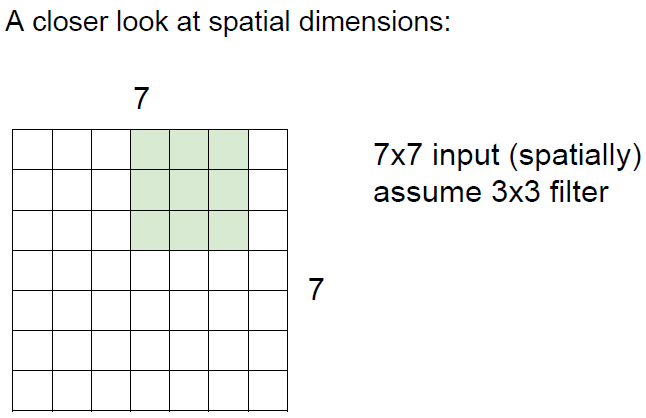 A closer look at spatial dimensions:
7
7x7 input (spatially)
assume 3x3 filter
7